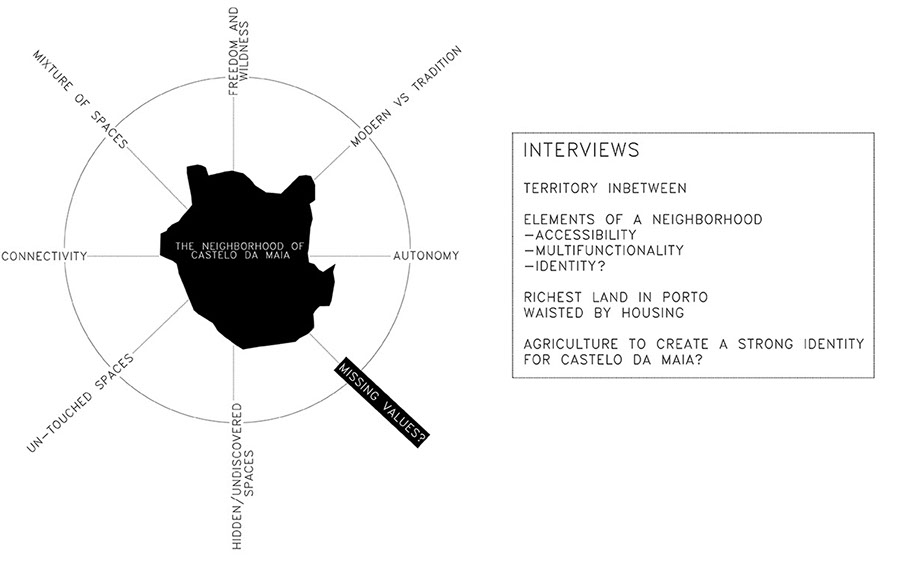 FREEDOM AND
WILDNESS
MIXTURE OF SPACES
MODERN VS TRADITION
THE NEIGHBORHOOD OF
CASTELO DA MAIA
CONNECTIVITY
AUTONOMY
UN-TOUCHED SPACES
MISSING VALUES?
HIDDEN/UNDISCOVERED
SPACES
INTERVIEWS
TERRITORY INBETWEEN
ELEMENTS OF A NEIGHBORHOOD
-ACCESSIBILITY
-MULTIFUNCTIONALITY
-IDENTITY?
RICHEST LAND IN PORTO
WAISTED BY HOUSING
AGRICULTURE TO CREATE A STRONG IDENTITY
FOR CASTELO DA MAIA?